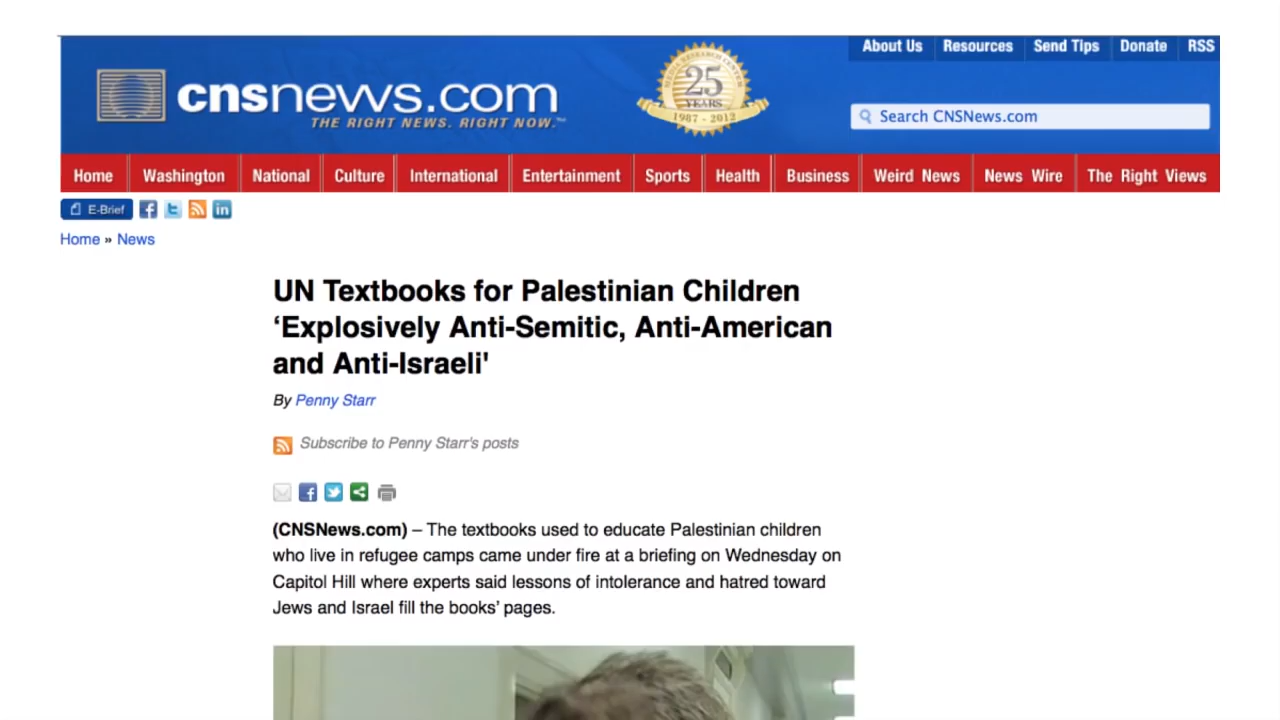 About Us Resources Send Tips Donate RSS
cnsnews.com
THE RIGHT NEWS. RIGHT NOW.™
MEDIA RESEARCH CENTER
25
YEARS
1987 - 2012
Search CNSNews.com
Home Washington National Culture International Entertainment Sports Health Business Weird News News Wire The Right Views
E-Brief
Home » News
UN Textbooks for Palestinian Children
‘Explosively Anti-Semitic, Anti-American
and Anti-Israeli'
By Penny Starr
Subscribe to Penny Starr's posts
(CNSNews.com) – The textbooks used to educate Palestinian children
who live in refugee camps came under fire at a briefing on Wednesday on
Capitol Hill where experts said lessons of intolerance and hatred toward
Jews and Israel fill the books’ pages.